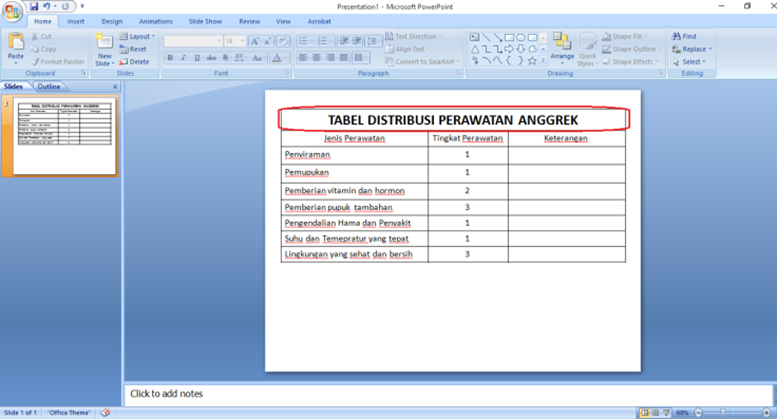 Presentation1 - Microsoft PowerPoint
Home Insert Design Animations Slide Show Review View Acrobat
Paste
Cut
Copy
Format Painter
Clipboard
New Slide
Layout
Reset
Delete
Slides
18
Font
Text Direction
Align Text
Convert to SmartArt
Paragraph
Arrange
Quick Styles
Shape Fill
Shape Outline
Shape Effects
Drawing
Find
Replace
Select
Editing
Slides Outline
1
TABEL DISTRIBUSI PERAWATAN ANGGREK
Jenis Perawatan Tingkat Perawatan Keterangan
Penviraman 1
Pemupukan 1
Pemberian vitamin dan hormon 2
Pemberian pupuk tambahan 3
Pengendalian Hama dan Penyakit 1
Suhu dan Temepratur yang tepat 1
Lingkungan yang sehat dan bersih 3
Click to add notes
Slide 1 of 1 "Office Theme" 68%